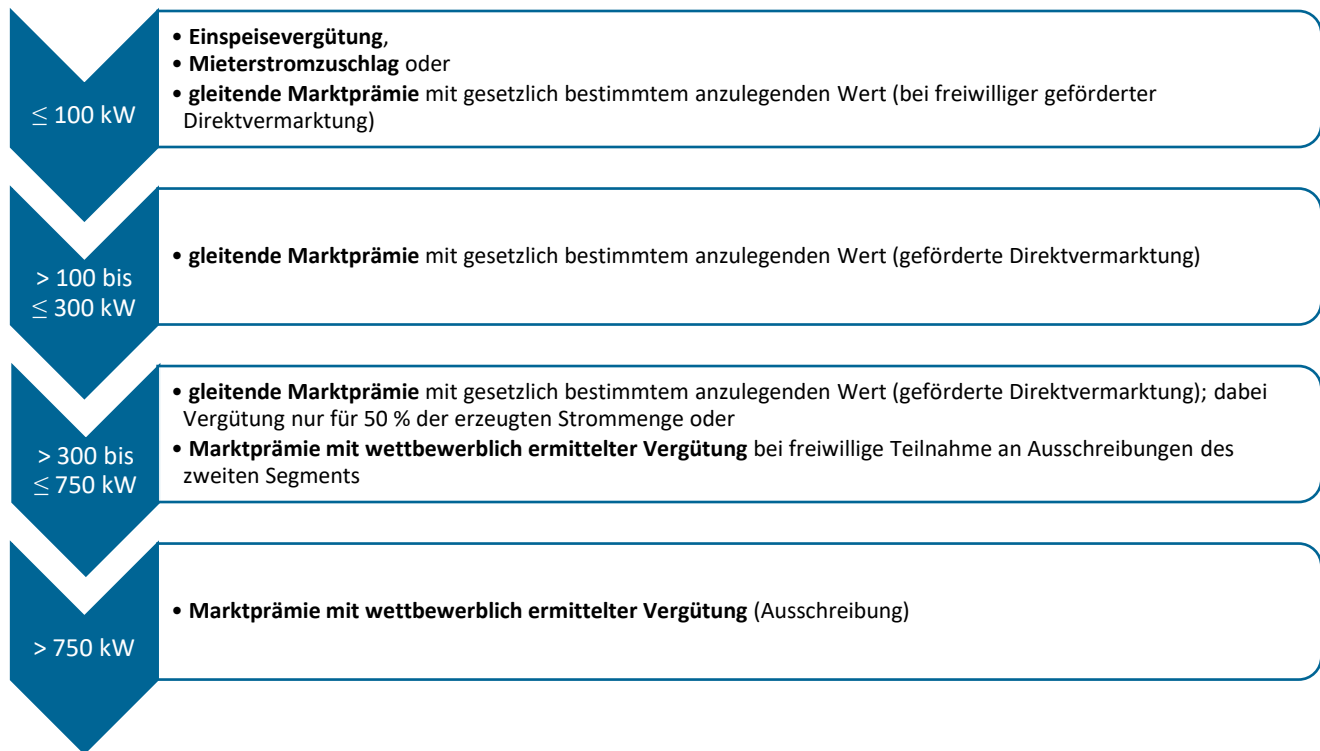 ≤ 100 kW
• Einspeisevergütung,
• Mieterstromzuschlag oder
• gleitende Marktprämie mit gesetzlich bestimmtem anzulegenden Wert (bei freiwilliger geförderter
Direktvermarktung)
> 100 bis
≤ 300 kW
• gleitende Marktprämie mit gesetzlich bestimmtem anzulegenden Wert (geförderte Direktvermarktung)
> 300 bis
≤ 750 kW
• gleitende Marktprämie mit gesetzlich bestimmtem anzulegenden Wert (geförderte Direktvermarktung); dabei
Vergütung nur für 50 % der erzeugten Strommenge oder
• Marktprämie mit wettbewerblich ermittelter Vergütung bei freiwillige Teilnahme an Ausschreibungen des
zweiten Segments
> 750 kW
• Marktprämie mit wettbewerblich ermittelter Vergütung (Ausschreibung)